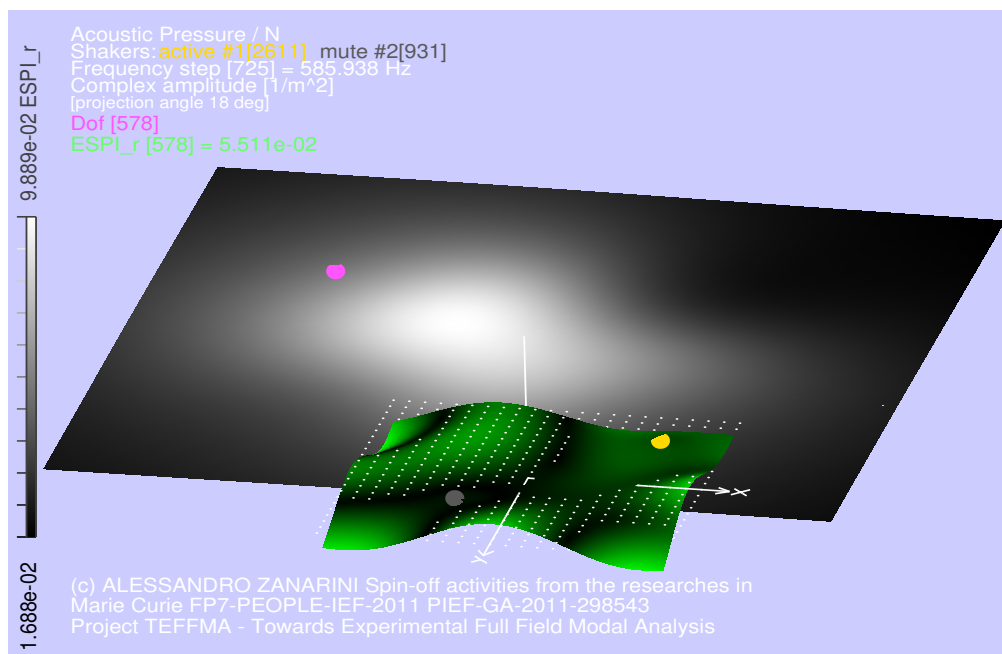 Acoustic Pressure / N
Shakers: active #1[2611] mute #2[931]
Frequency step [725] = 585.938 Hz
Complex amplitude [1/m^2]
[projection angle 18 deg]
Dof [578]
ESPI_r [578] = 5.511e-02
9.889e-02 ESPI_r
1.688e-02
X
Y
(c) ALESSANDRO ZANARINI Spin-off activities from the researches in
Marie Curie FP7-PEOPLE-IEF-2011 PIEF-GA-2011-298543
Project TEFFMA - Towards Experimental Full Field Modal Analysis